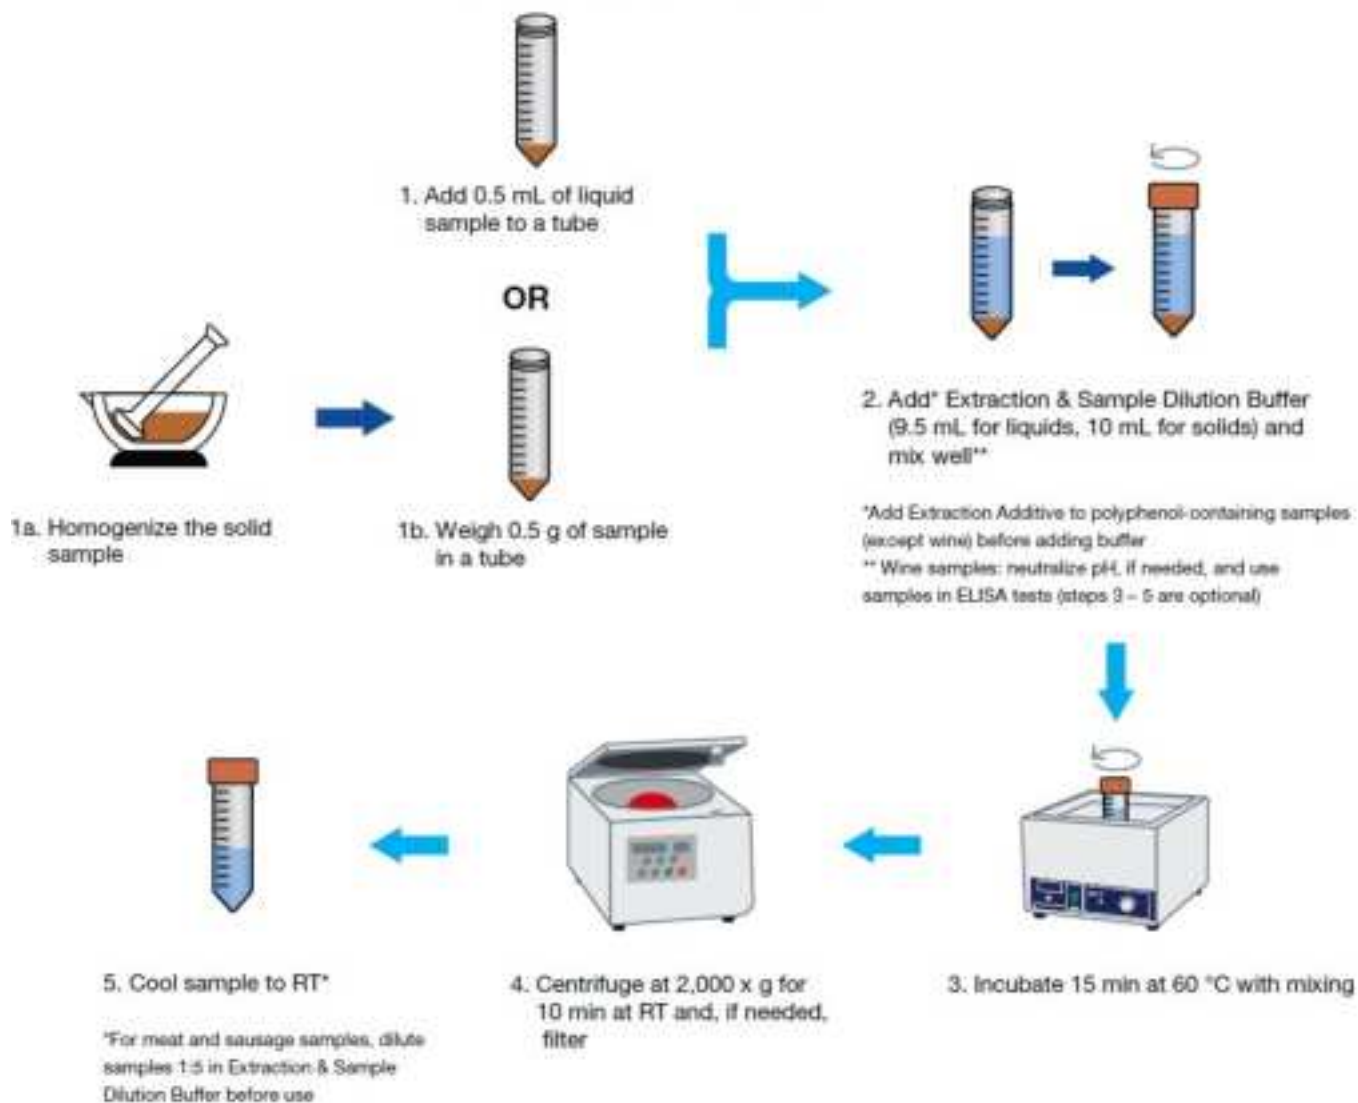 1. Add 0.5 mL of liquid
sample to a tube
OR
1a. Homogenize the solid
sample
1b. Weigh 0.5 g of sample
in a tube
2. Add* Extraction & Sample Dilution Buffer
(9.5 mL for liquids, 10 mL for solids) and
mix well**
*Add Extraction Additive to polyphenol-containing samples
(except wine) before adding buffer
** Wine samples: neutralize pH, if needed, and use
samples in ELISA tests (steps 3 – 5 are optional)
3. Incubate 15 min at 60 °C with mixing
4. Centrifuge at 2,000 x g for
10 min at RT and, if needed,
filter
5. Cool sample to RT*
*For meat and sausage samples, dilute
samples 1:5 in Extraction & Sample
Dilution Buffer before use